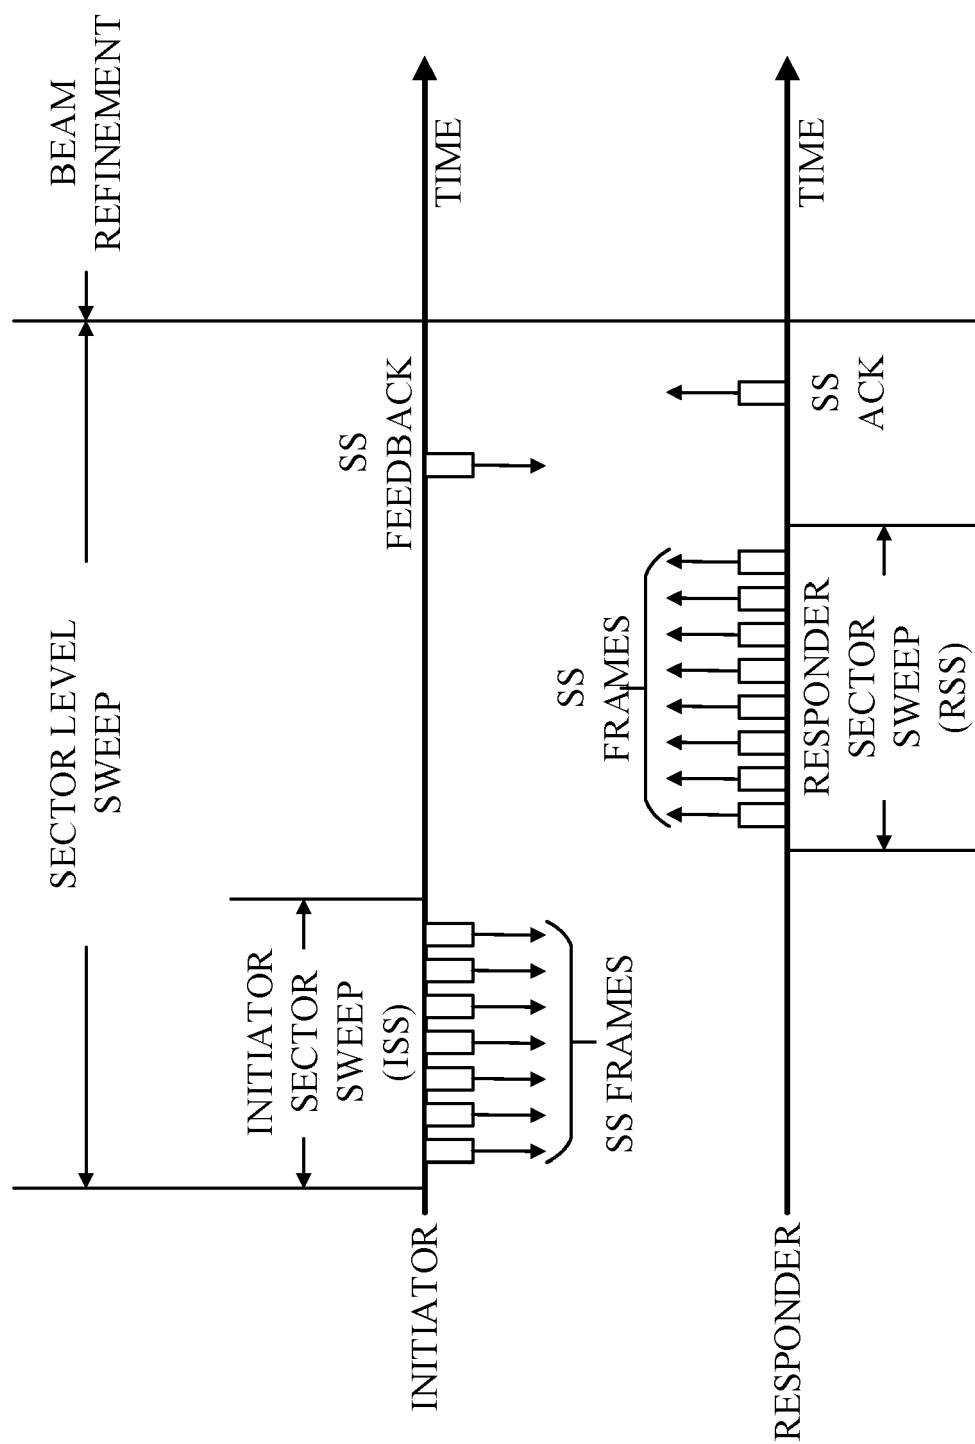 SECTOR LEVEL
SWEEP
BEAM
REFINEMENT
INITIATOR
SECTOR
SWEEP
(ISS)
SS
FEEDBACK
INITIATOR
TIME
SS FRAMES
SS
FRAMES
RESPONDER
TIME
RESPONDER
SECTOR
SWEEP
(RSS)
SS
ACK